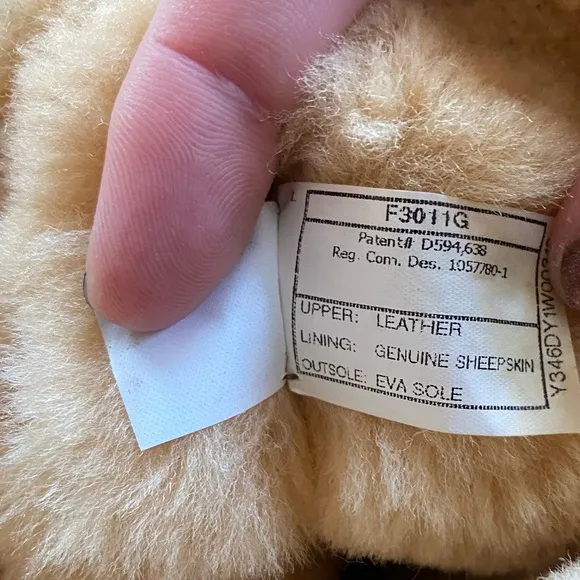 L
F3011G
Patent# D594,638
Reg. Com. Des. 1057780-1
UPPER: LEATHER
LINING: GENUINE SHEEPSKIN
OUTSOLE: EVA SOLE